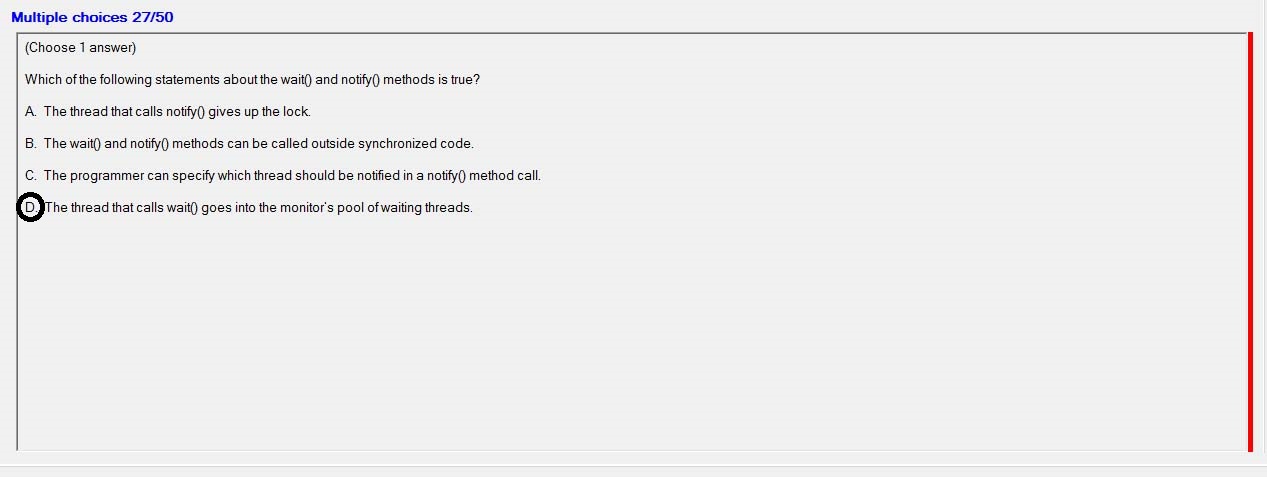 Multiple choices 27/50
(Choose 1 answer)
Which of the following statements about the wait() and notify() methods is true?
A. The thread that calls notify() gives up the lock.
B. The wait() and notify() methods can be called outside synchronized code.
C. The programmer can specify which thread should be notified in a notify() method call.
D. The thread that calls wait() goes into the monitor's pool of waiting threads.